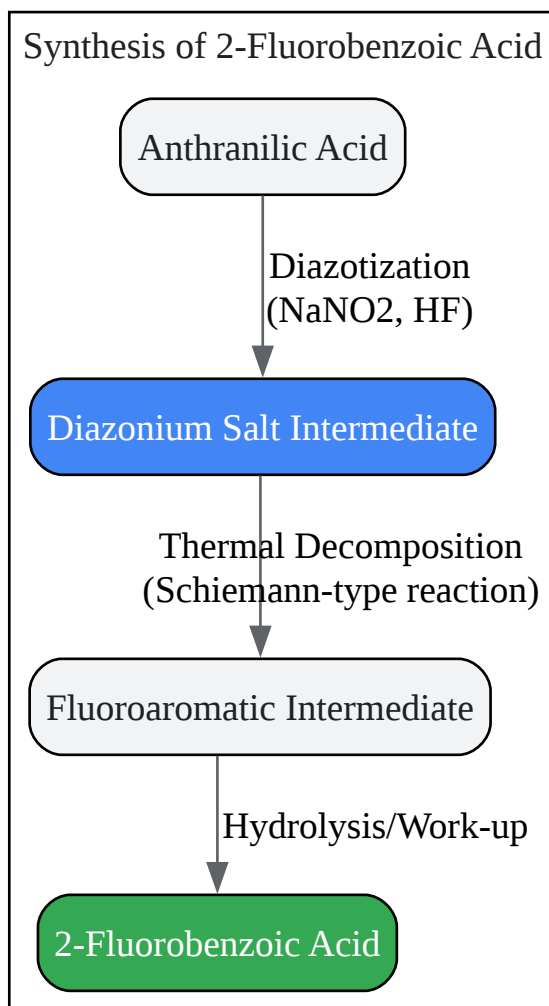 Synthesis of 2-Fluorobenzoic Acid
Anthranilic Acid
Diazotization
(NaNO2, HF)
Diazonium Salt Intermediate
Thermal Decomposition
(Schiemann-type reaction)
Fluoroaromatic Intermediate
Hydrolysis/Work-up
2-Fluorobenzoic Acid